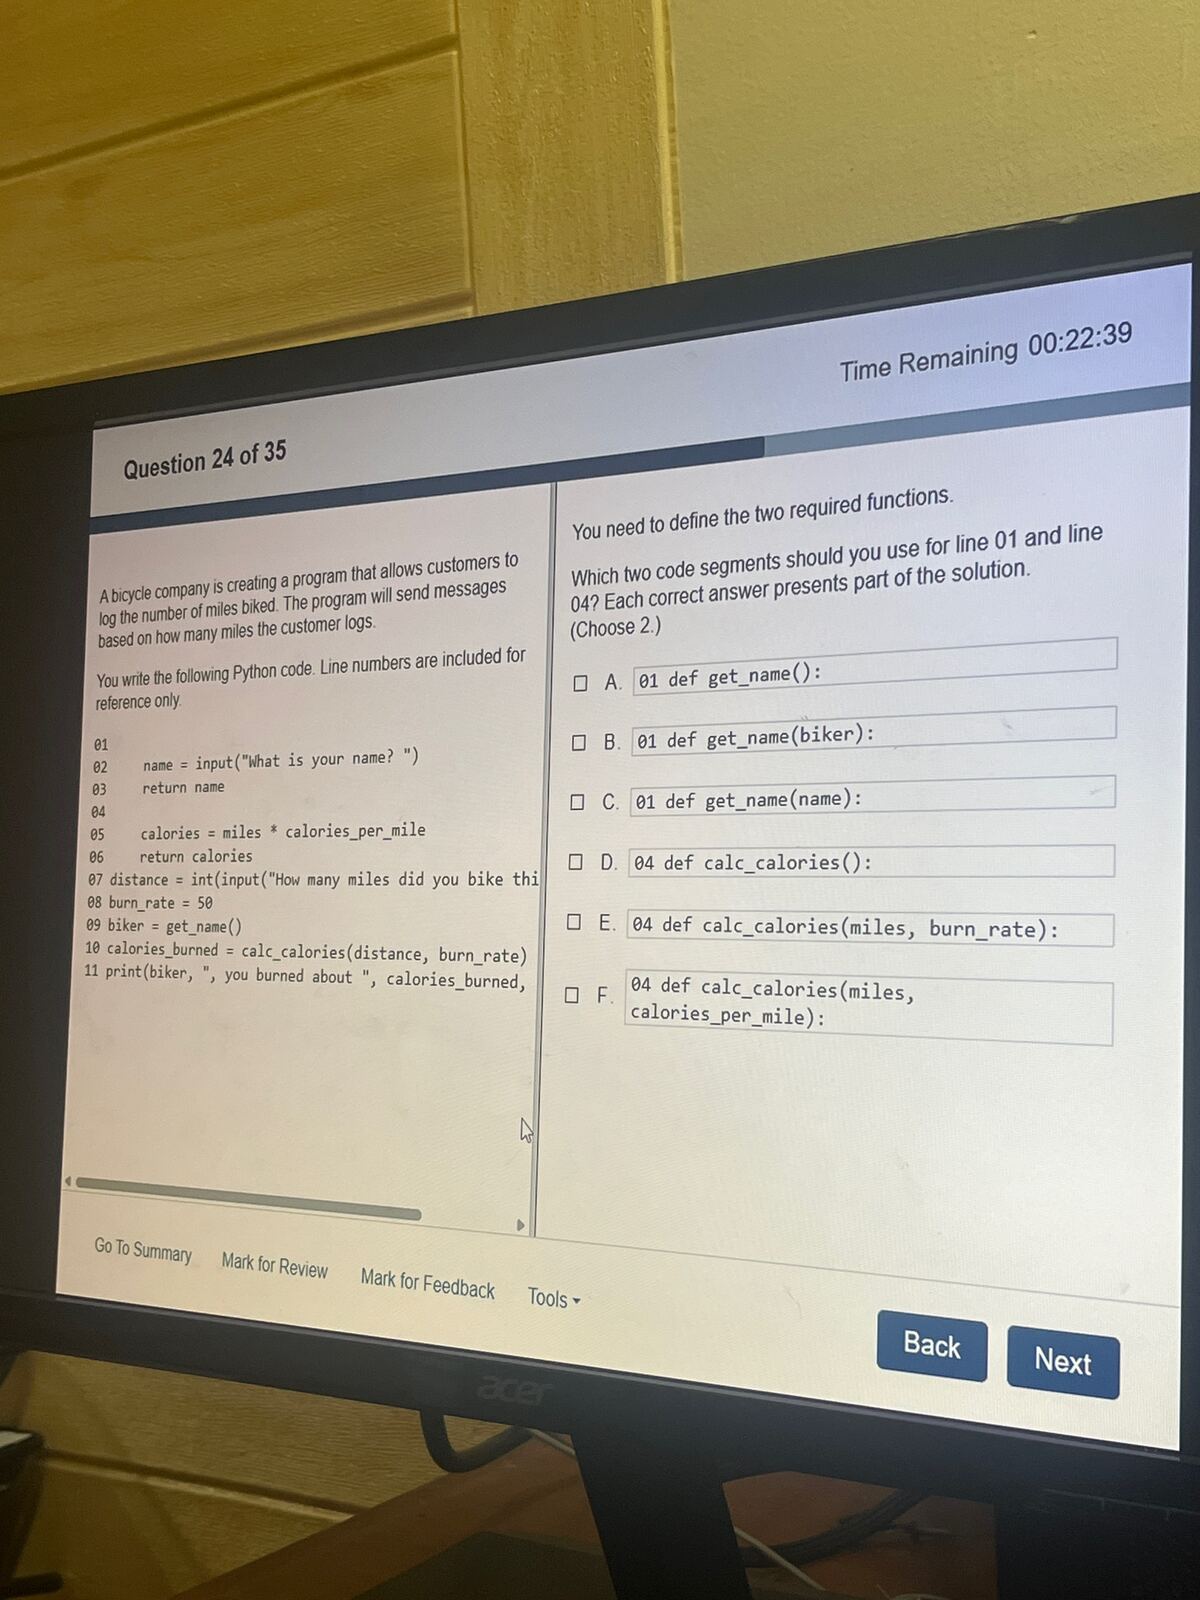 Time Remaining 00:22:39
Question 24 of 35
A bicycle company is creating a program that allows customers to
log the number of miles biked. The program will send messages
based on how many miles the customer logs.
You write the following Python code. Line numbers are included for
reference only.
01
02 name = input("What is your name? ")
03 return name
04
05 calories = miles * calories_per_mile
06 return calories
07 distance = int(input("How many miles did you bike thi
08 burn_rate = 50
09 biker = get_name()
10 calories_burned = calc_calories(distance, burn_rate)
11 print(biker, ", you burned about ", calories_burned,
You need to define the two required functions.
Which two code segments should you use for line 01 and line
04? Each correct answer presents part of the solution.
(Choose 2.)
A. 01 def get_name():
B. 01 def get_name(biker):
C. 01 def get_name(name):
D. 04 def calc_calories():
E. 04 def calc_calories(miles, burn_rate):
F. 04 def calc_calories(miles,
calories_per_mile):
Go To Summary Mark for Review Mark for Feedback Tools
Back Next
acer